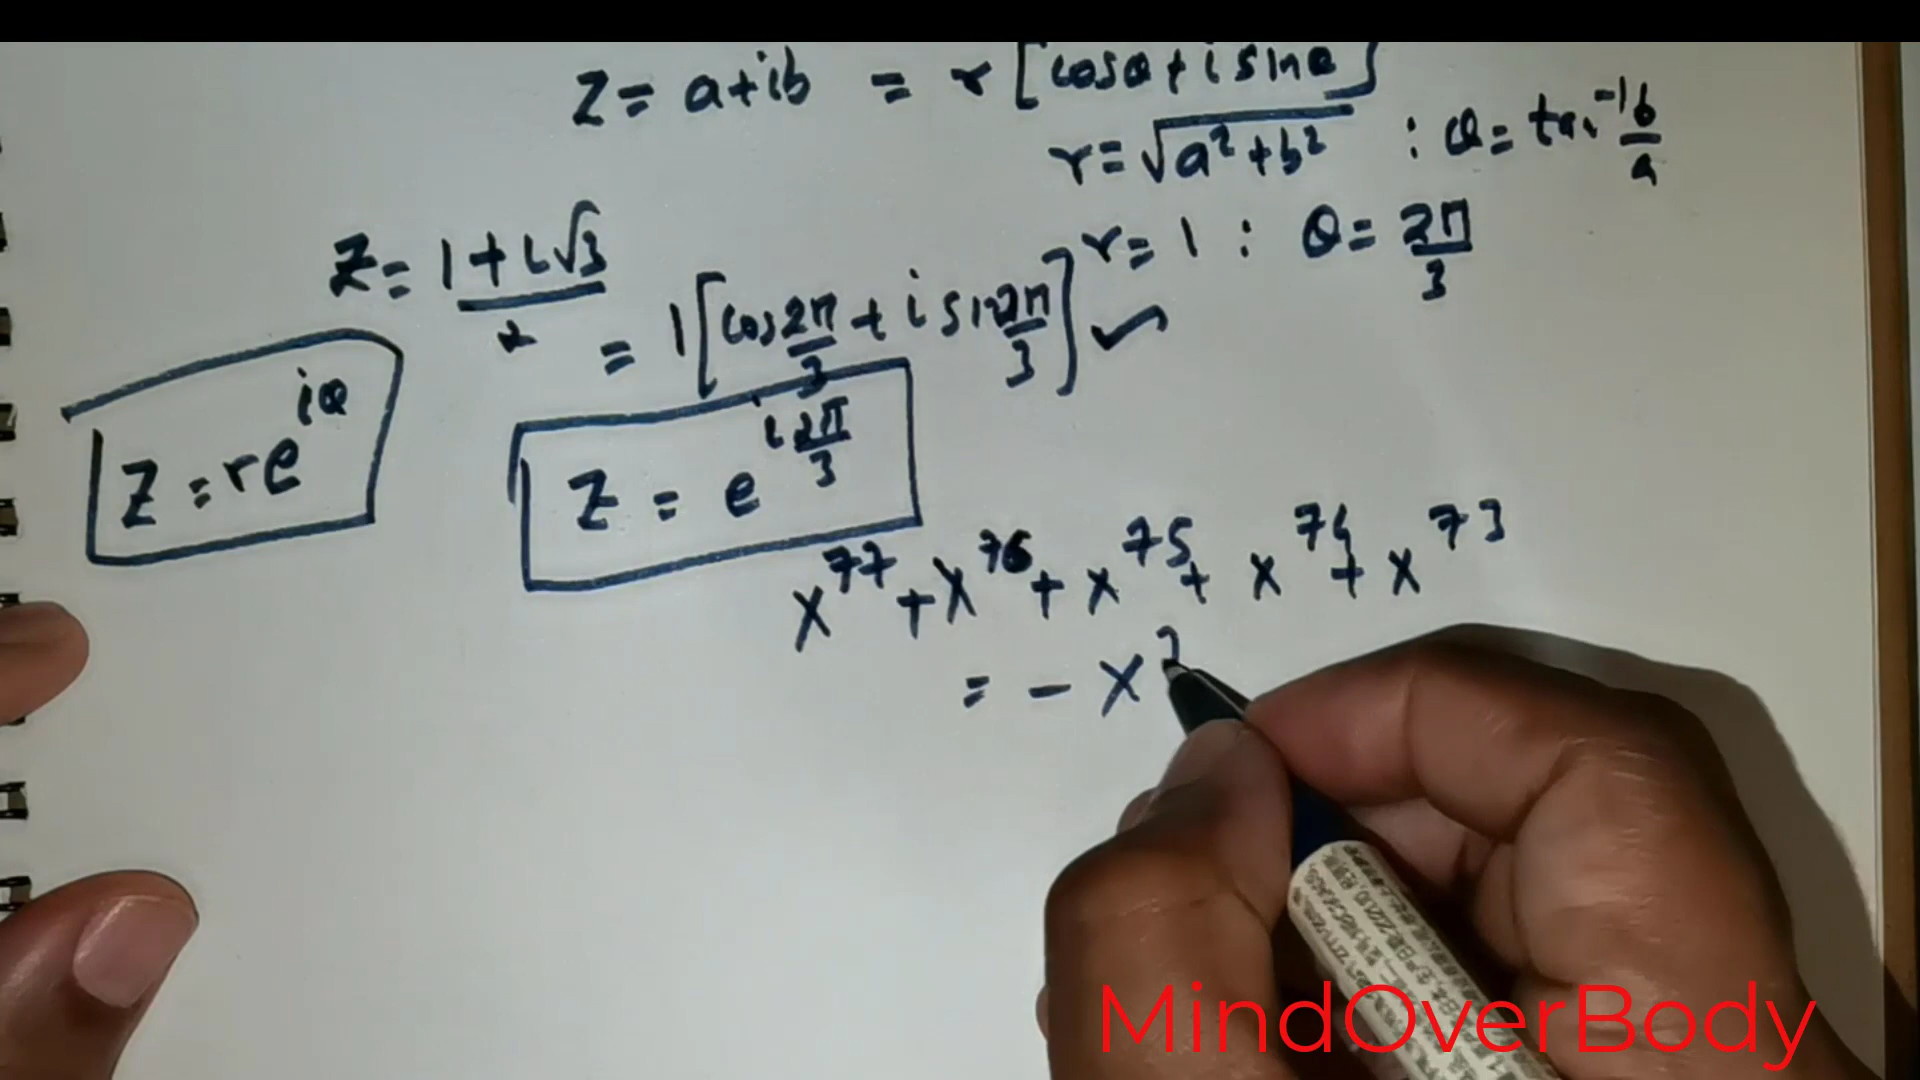 Z = a+ib = r [cosθ + i sinθ]
r = √a²+b² : θ = tan⁻¹ b/a
Z = 1+i√3/2
r = 1 : θ = 2π/3
= 1[cos 2π/3 + i sin 2π/3] ✓
Z = re^iθ
Z = e^i2π/3
x^77 + x^76 + x^75 + x^74 + x^73
= - x^2
MindOverBody